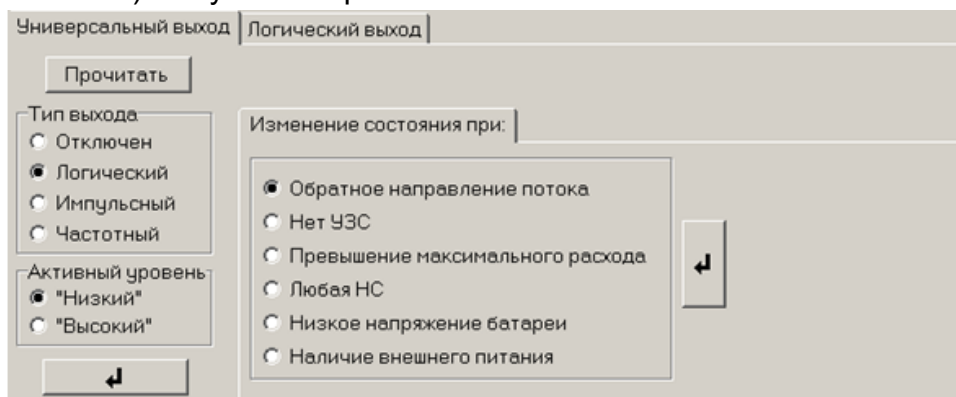 Универсальный выход
Логический выход
Прочитать
Тип выхода
Отключен
Логический
Импульсный
Частотный
Активный уровень
"Низкий"
"Высокий"
Изменение состояния при:
Обратное направление потока
Нет УЗС
Превышение максимального расхода
Любая НС
Низкое напряжение батареи
Наличие внешнего питания